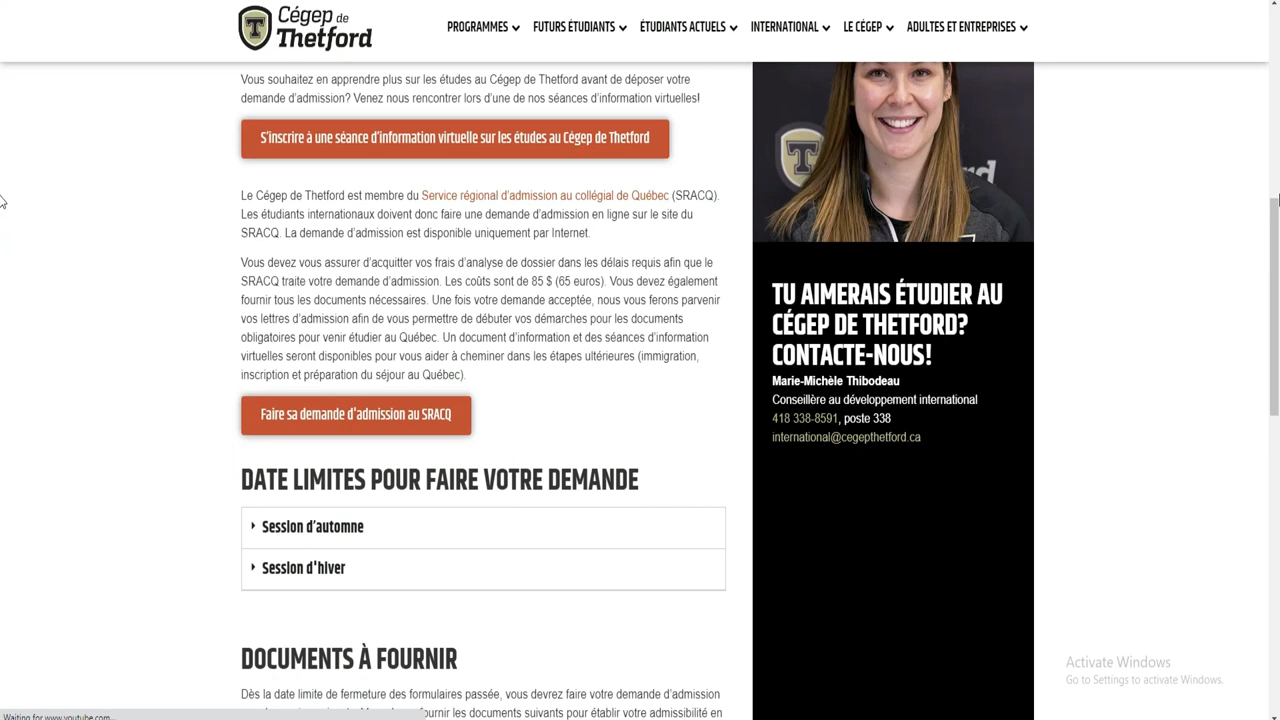 Cégep de
Thetford
PROGRAMMES
FUTURS ÉTUDIANTS
ÉTUDIANTS ACTUELS
INTERNATIONAL
LE CÉGEP
ADULTES ET ENTREPRISES
Vous souhaitez en apprendre plus sur les études au Cégep de Thetford avant de déposer votre
demande d'admission? Venez nous rencontrer lors d'une de nos séances d'information virtuelles!
S'inscrire à une séance d'information virtuelle sur les études au Cégep de Thetford
Le Cégep de Thetford est membre du Service régional d'admission au collégial de Québec (SRACQ).
Les étudiants internationaux doivent donc faire une demande d'admission en ligne sur le site du
SRACQ. La demande d'admission est disponible uniquement par Internet.
Vous devez vous assurer d'acquitter vos frais d'analyse de dossier dans les délais requis afin que le
SRACQ traite votre demande d'admission. Les coûts sont de 85 $ (65 euros). Vous devez également
fournir tous les documents nécessaires. Une fois votre demande acceptée, nous vous ferons parvenir
vos lettres d'admission afin de vous permettre de débuter vos démarches pour les documents
obligatoires pour venir étudier au Québec. Un document d'information et des séances d'information
virtuelles seront disponibles pour vous aider à cheminer dans les étapes ultérieures (immigration,
inscription et préparation du séjour au Québec).
Faire sa demande d'admission au SRACQ
DATE LIMITES POUR FAIRE VOTRE DEMANDE
Session d'automne
Session d'hiver
DOCUMENTS À FOURNIR
Dès la date limite de fermeture des formulaires passée, vous devrez faire votre demande d'admission
fournir les documents suivants pour établir votre admissibilité en
T
TU AIMERAIS ÉTUDIER AU
CÉGEP DE THETFORD?
CONTACTE-NOUS!
Marie-Michèle Thibodeau
Conseillère au développement international
418 338-8591, poste 338
international@cegepthetford.ca
Activate Windows
Go to Settings to activate Windows.
Waiting for www.youtube.com...